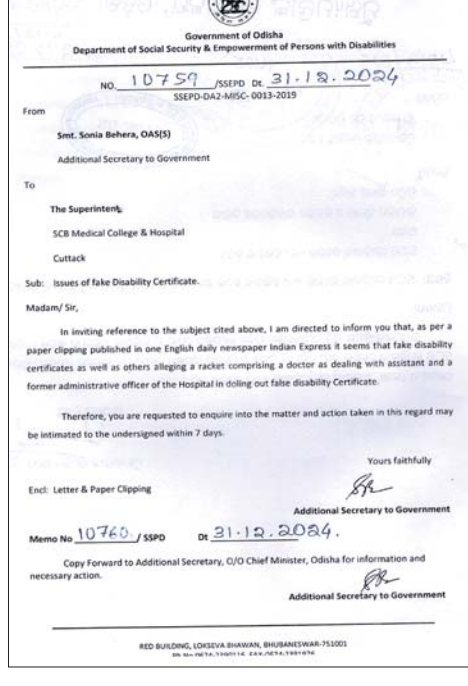 Government of Odisha
Department of Social Security & Empowerment of Persons with Disabilities
NO. 10759 /SSEPD Dt. 31.12.2024
SSEPD-DA2-MISC- 0013-2019
From
Smt. Sonia Behera, OAS(S)
Additional Secretary to Government
To
The Superintent,
SCB Medical College & Hospital
Cuttack
Sub: Issues of fake Disability Certificate.
Madam/ Sir,
In inviting reference to the subject cited above, I am directed to inform you that, as per a
paper clipping published in one English daily newspaper Indian Express it seems that fake disability
certificates as well as others alleging a racket comprising a doctor as dealing with assistant and a
former administrative officer of the Hospital in doling out false disability Certificate.
Therefore, you are requested to enquire into the matter and action taken in this regard may
be intimated to the undersigned within 7 days.
Yours faithfully
Encl: Letter & Paper Clipping
Additional Secretary to Government
Memo No 10760 / SSPD Dt 31.12.2024.
Copy Forward to Additional Secretary, O/O Chief Minister, Odisha for information and
necessary action.
Additional Secretary to Government
RED BUILDING, LOKSEVA BHAWAN, BHUBANESWAR-751001